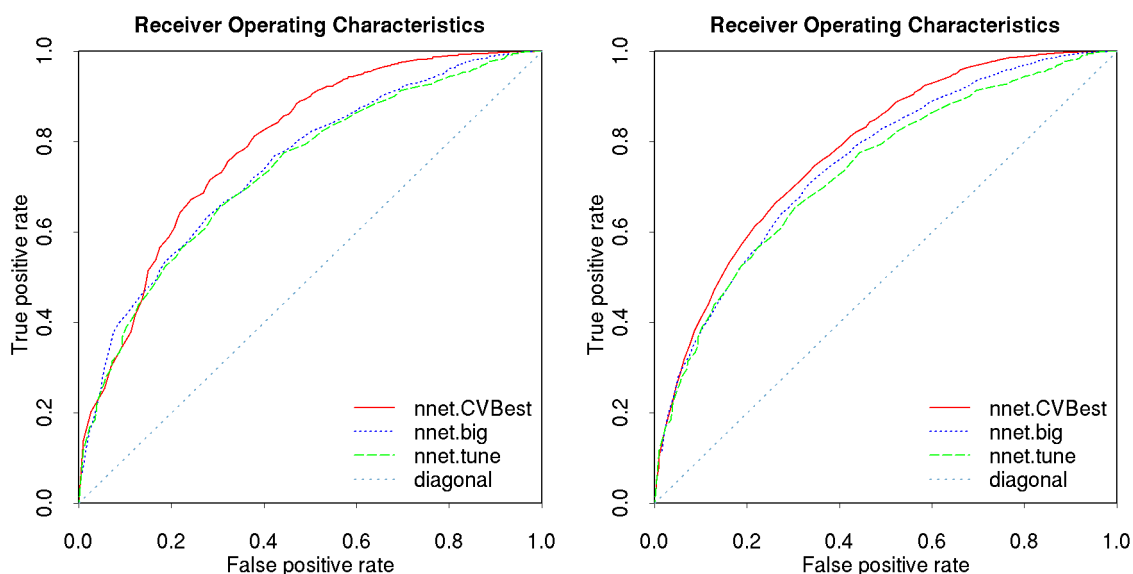 Receiver Operating Characteristics
True positive rate
1.0
0.8
0.6
0.4
0.2
0.0
nnet.CVBest
nnet.big
nnet.tune
diagonal
0.0 0.2 0.4 0.6 0.8 1.0
False positive rate
Receiver Operating Characteristics
True positive rate
1.0
0.8
0.6
0.4
0.2
0.0
nnet.CVBest
nnet.big
nnet.tune
diagonal
0.0 0.2 0.4 0.6 0.8 1.0
False positive rate